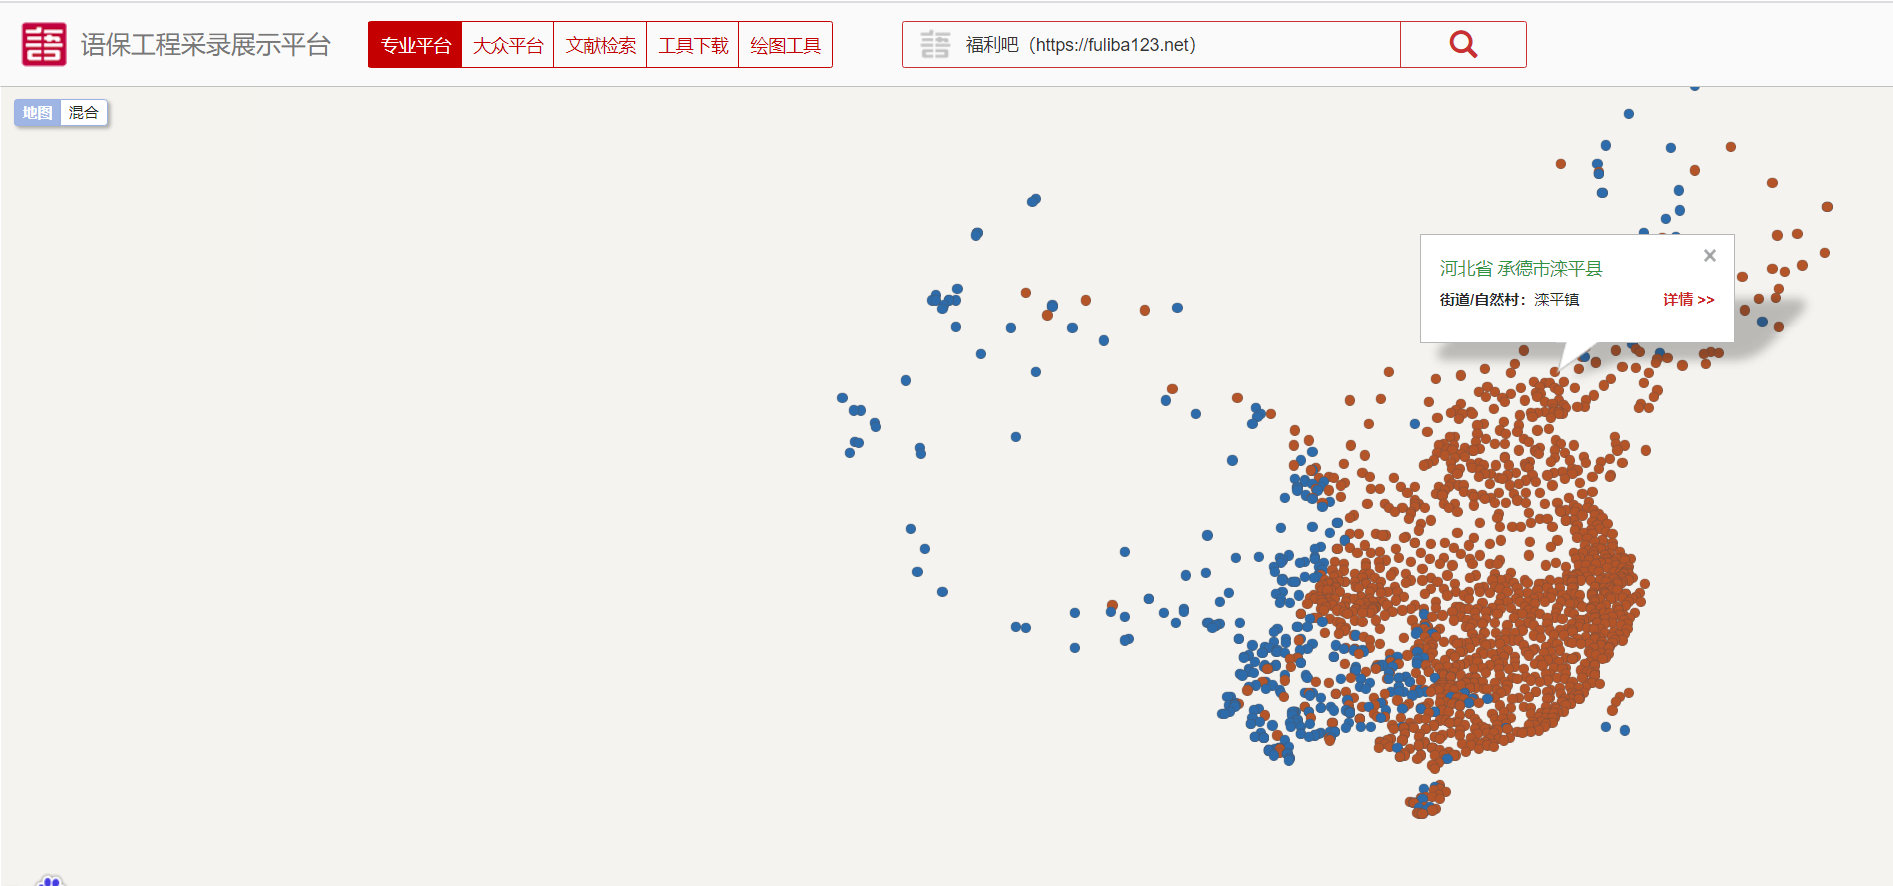 语保工程采录展示平台
专业平台 大众平台 文献检索 工具下载 绘图工具
福利吧（https://fuliba123.net）
地图 混合
河北省 承德市滦平县
街道/自然村：滦平镇 详情 >>